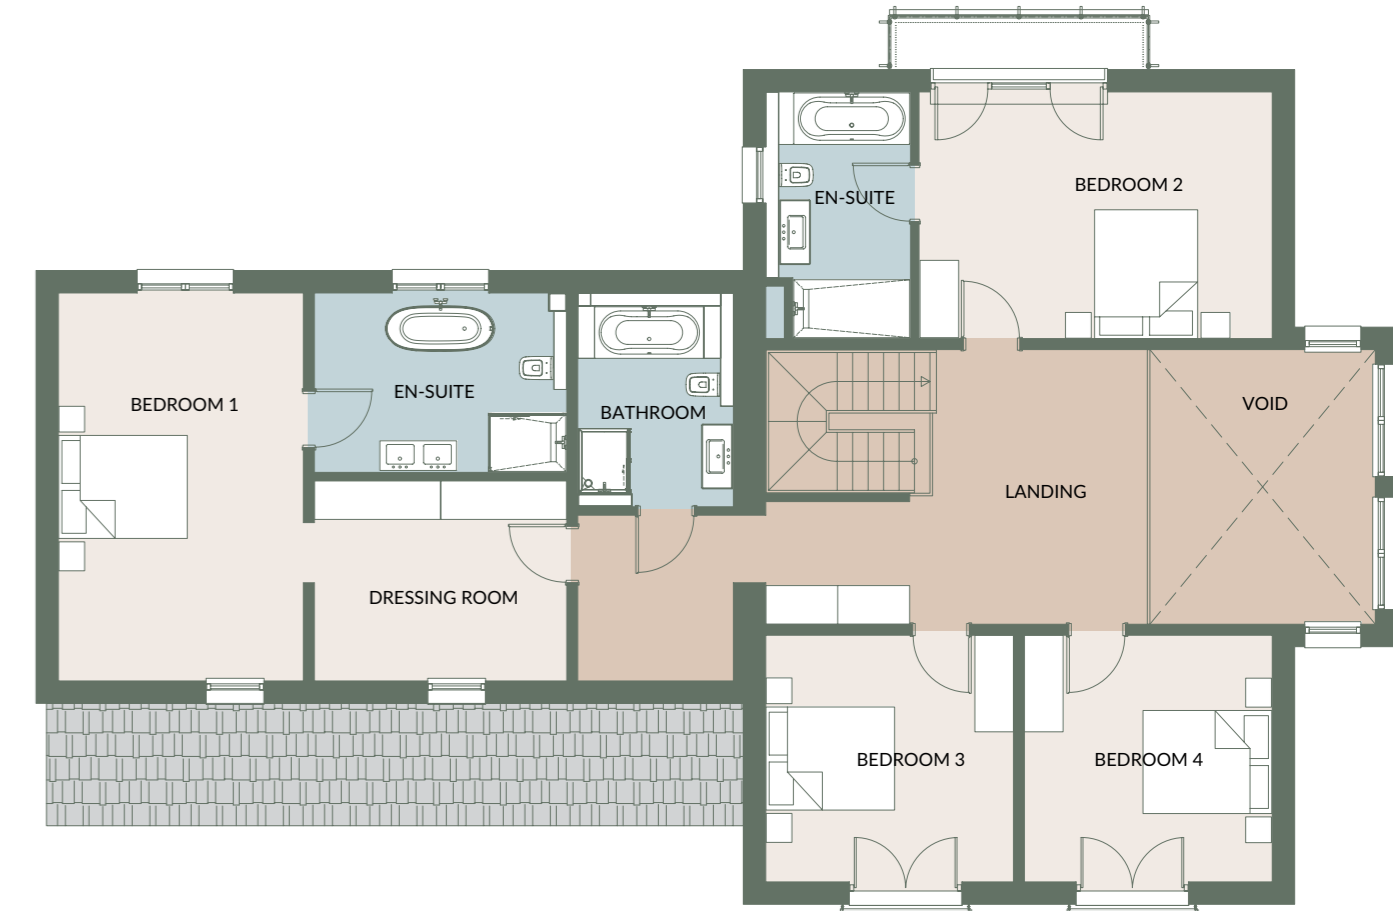 BEDROOM 2
EN-SUITE
EN-SUITE
BEDROOM 1
VOID
BATHROOM
LANDING
DRESSING ROOM
BEDROOM 3
BEDROOM 4